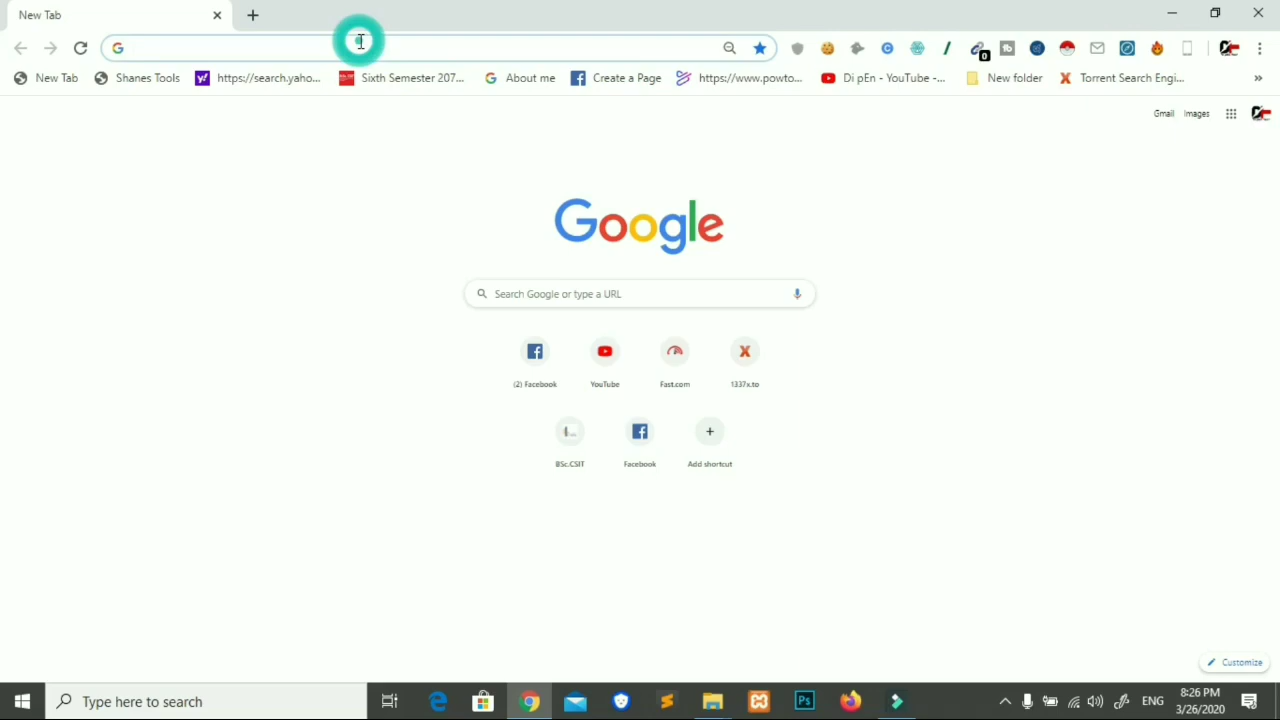 New Tab
New Tab
Shanes Tools
https://search.yaho...
Sixth Semester 207...
About me
Create a Page
https://www.powto...
Di pEn - YouTube -...
New folder
Torrent Search Engi...
»
0
Gmail
Images
Google
Search Google or type a URL
(2) Facebook
YouTube
Fast.com
1337x.to
BSc.CSIT
Facebook
Add shortcut
Customize
Type here to search
Ps
ENG
8:26 PM
3/26/2020